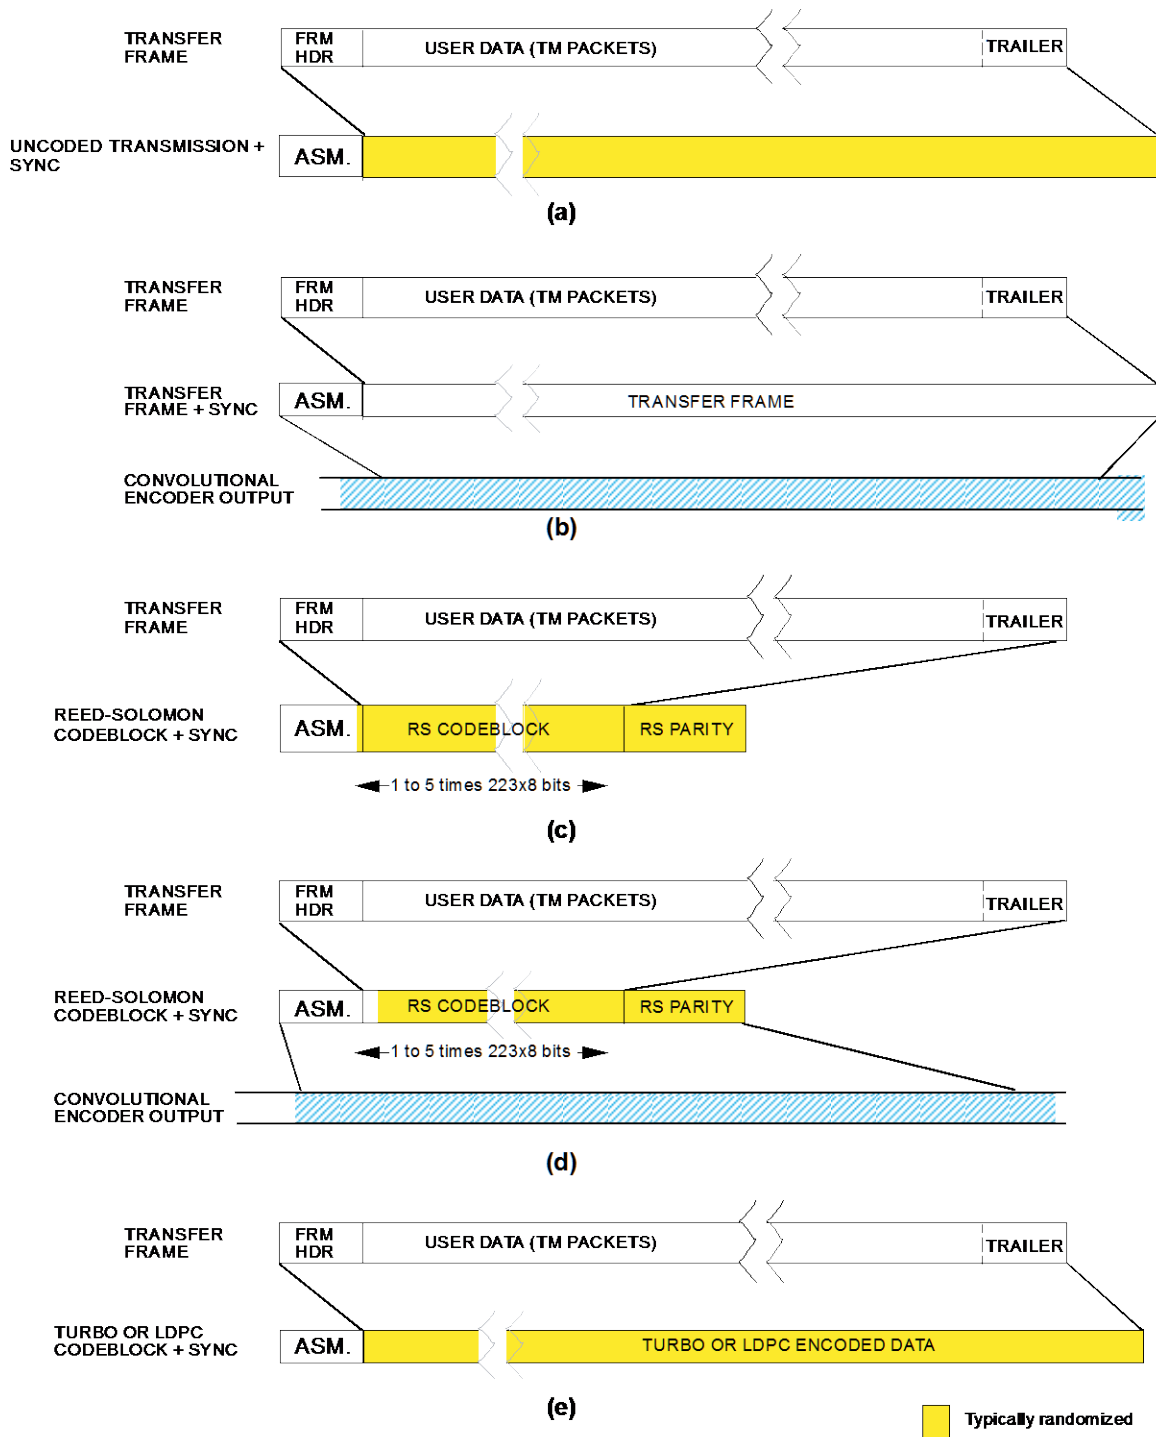 TRANSFER
FRAME
FRM
HDR
USER DATA (TM PACKETS)
TRAILER
UNCODED TRANSMISSION +
SYNC
ASM.
(a)
TRANSFER
FRAME
FRM
HDR
USER DATA (TM PACKETS)
TRAILER
TRANSFER
FRAME + SYNC
ASM.
TRANSFER FRAME
CONVOLUTIONAL
ENCODER OUTPUT
(b)
TRANSFER
FRAME
FRM
HDR
USER DATA (TM PACKETS)
TRAILER
REED-SOLOMON
CODEBLOCK + SYNC
ASM.
RS CODEBLOCK
RS PARITY
1 to 5 times 223x8 bits
(c)
TRANSFER
FRAME
FRM
HDR
USER DATA (TM PACKETS)
TRAILER
REED-SOLOMON
CODEBLOCK + SYNC
ASM.
RS CODEBLOCK
RS PARITY
1 to 5 times 223x8 bits
CONVOLUTIONAL
ENCODER OUTPUT
(d)
TRANSFER
FRAME
FRM
HDR
USER DATA (TM PACKETS)
TRAILER
TURBO OR LDPC
CODEBLOCK + SYNC
ASM.
TURBO OR LDPC ENCODED DATA
(e)
Typically randomized